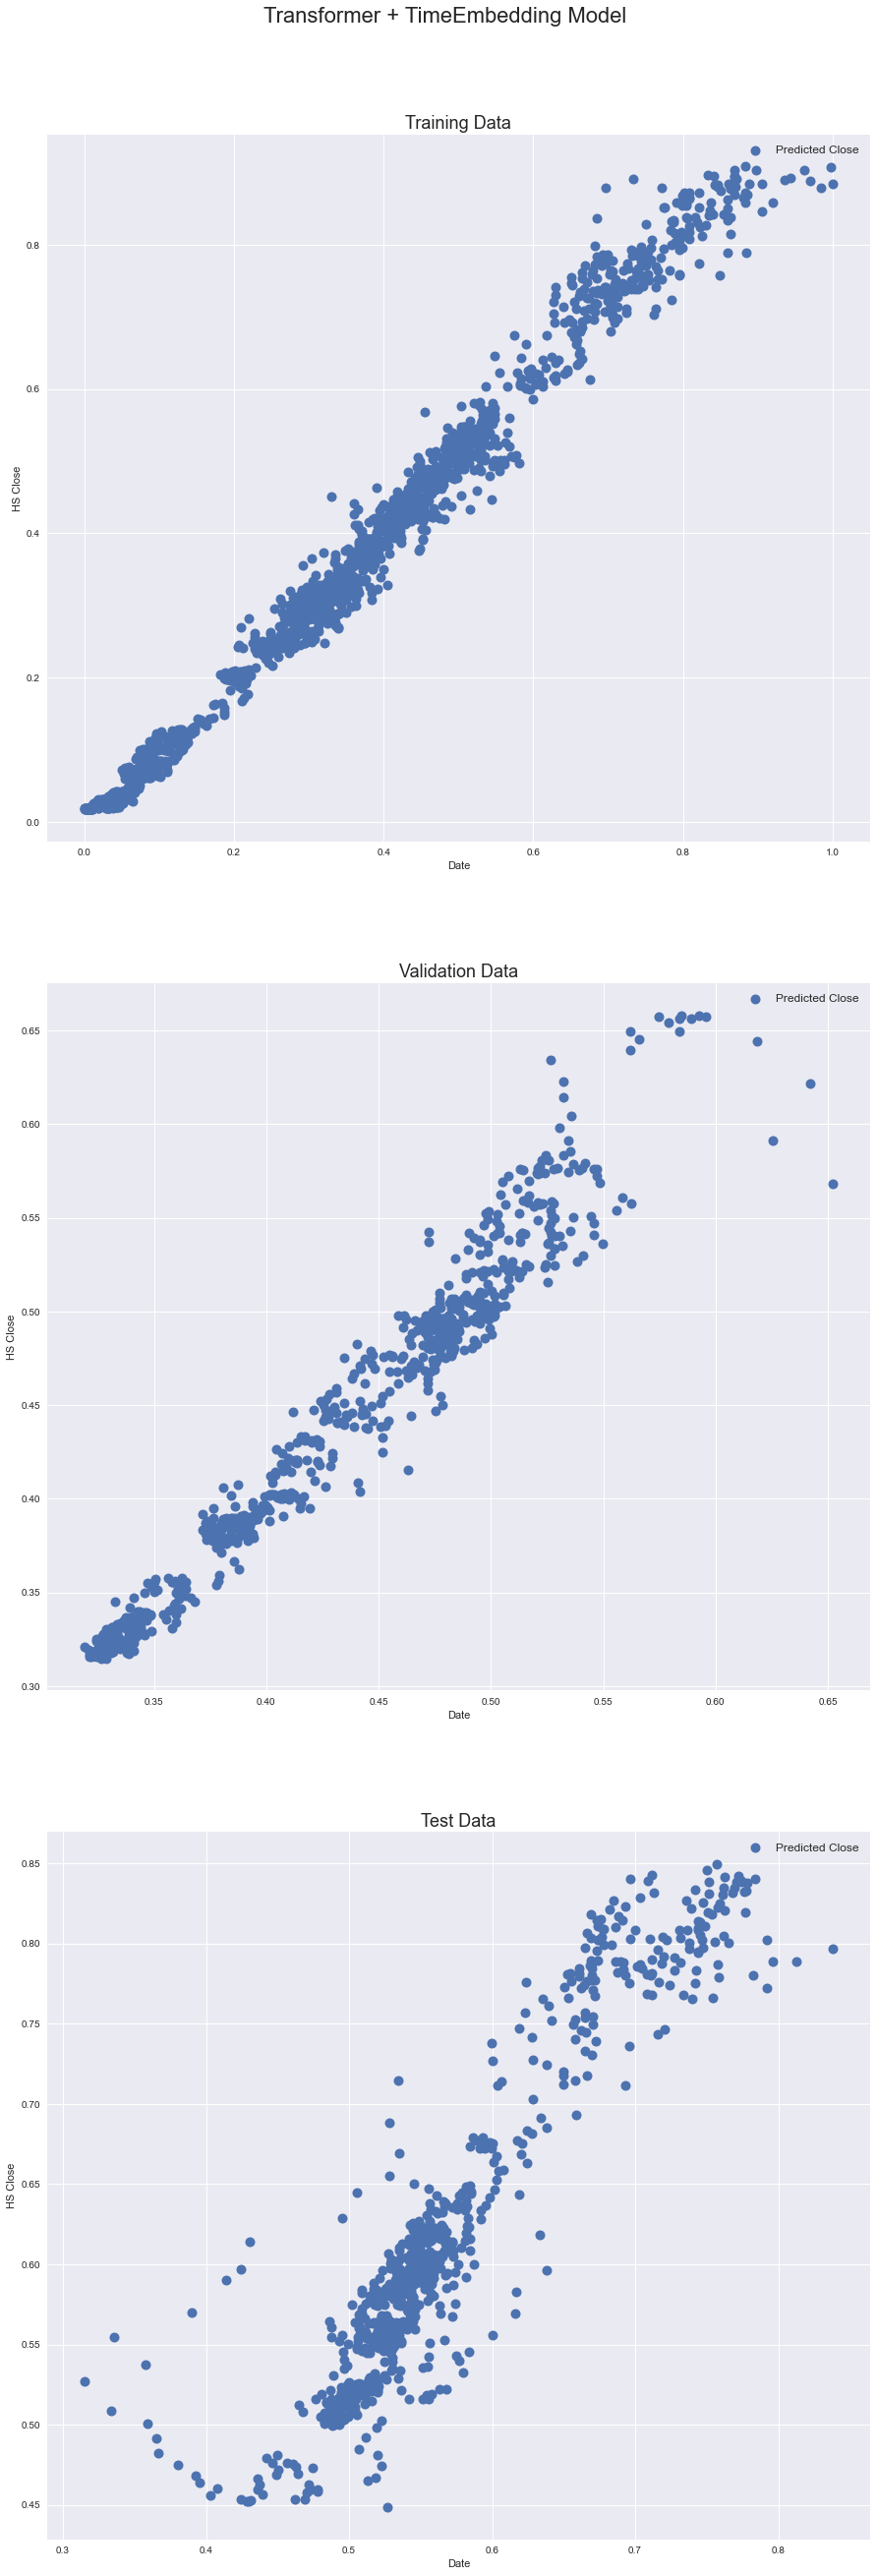 Transformer + TimeEmbedding Model
Training Data
Predicted Close
0.8
0.6
0.4
0.2
0.0
HS Close
0.0 0.2 0.4 0.6 0.8 1.0
Date
Validation Data
Predicted Close
0.65
0.60
0.55
0.50
0.45
0.40
0.35
0.30
HS Close
0.35 0.40 0.45 0.50 0.55 0.60 0.65
Date
Test Data
Predicted Close
0.85
0.80
0.75
0.70
0.65
0.60
0.55
0.50
0.45
HS Close
0.3 0.4 0.5 0.6 0.7 0.8
Date